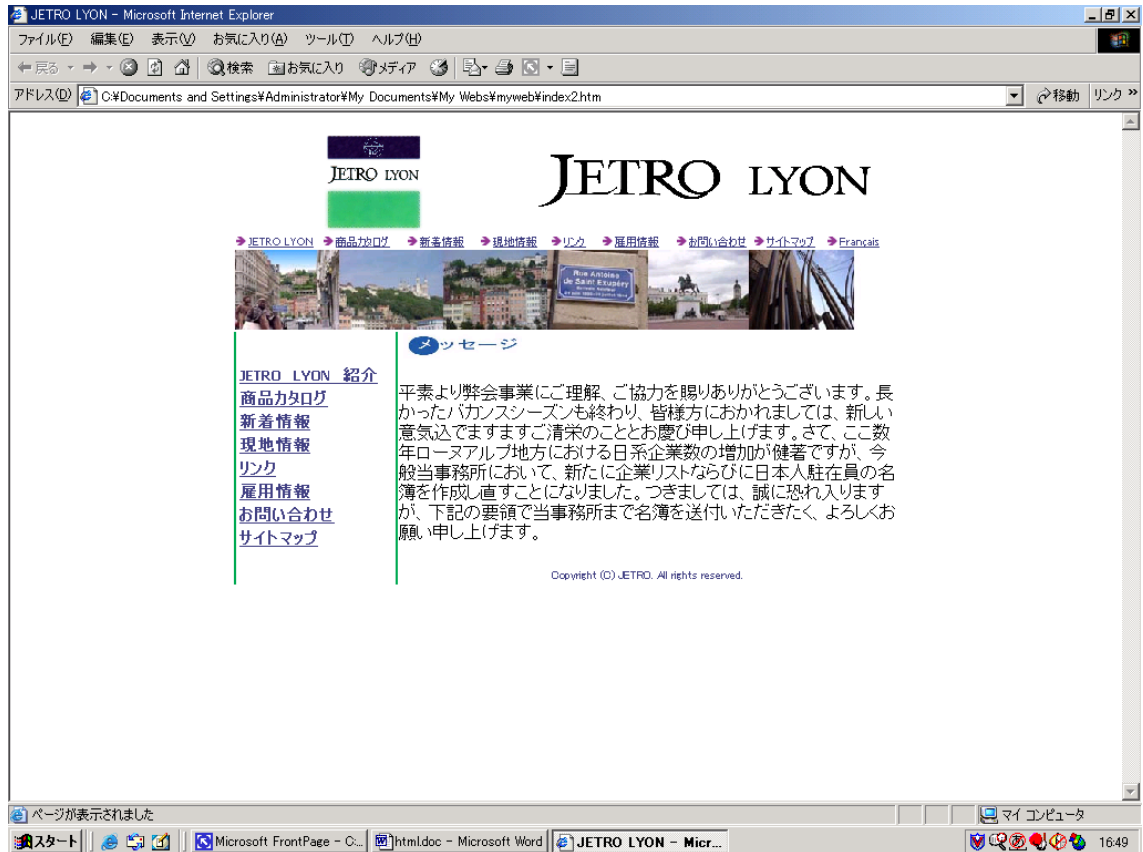 JETRO LYON - Microsoft Internet Explorer
ファイル(F) 編集(E) 表示(V) お気に入り(A) ツール(T) ヘルプ(H)
戻る 検索 お気に入り メディア
アドレス(D) C:¥Documents and Settings¥Administrator¥My Documents¥My Webs¥myweb¥index2.htm 移動 リンク »
JETRO LYON
JETRO LYON
JETRO LYON 商品カタログ 新着情報 現地情報 リンク 雇用情報 お問い合わせ サイトマップ Français
Rue Antoine
de Saint Exupéry
メッセージ
JETRO LYON 紹介
商品カタログ
新着情報
現地情報
リンク
雇用情報
お問い合わせ
サイトマップ
平素より弊会事業にご理解、ご協力を賜りありがとうございます。長
かったバカンスシーズンも終わり、皆様方におかれましては、新しい
意気込でますますご清栄のこととお慶び申し上げます。さて、ここ数
年ローヌアルプ地方における日系企業数の増加が健著ですが、今
般当事務所において、新たに企業リストならびに日本人駐在員の名
簿を作成し直すことになりました。つきましては、誠に恐れ入ります
が、下記の要領で当事務所まで名簿を送付いただきたく、よろしくお
願い申し上げます。
Copyright (C) JETRO. All rights reserved.
ページが表示されました マイ コンピュータ
スタート Microsoft FrontPage - C:... html.doc - Microsoft Word JETRO LYON - Micr... 16:49